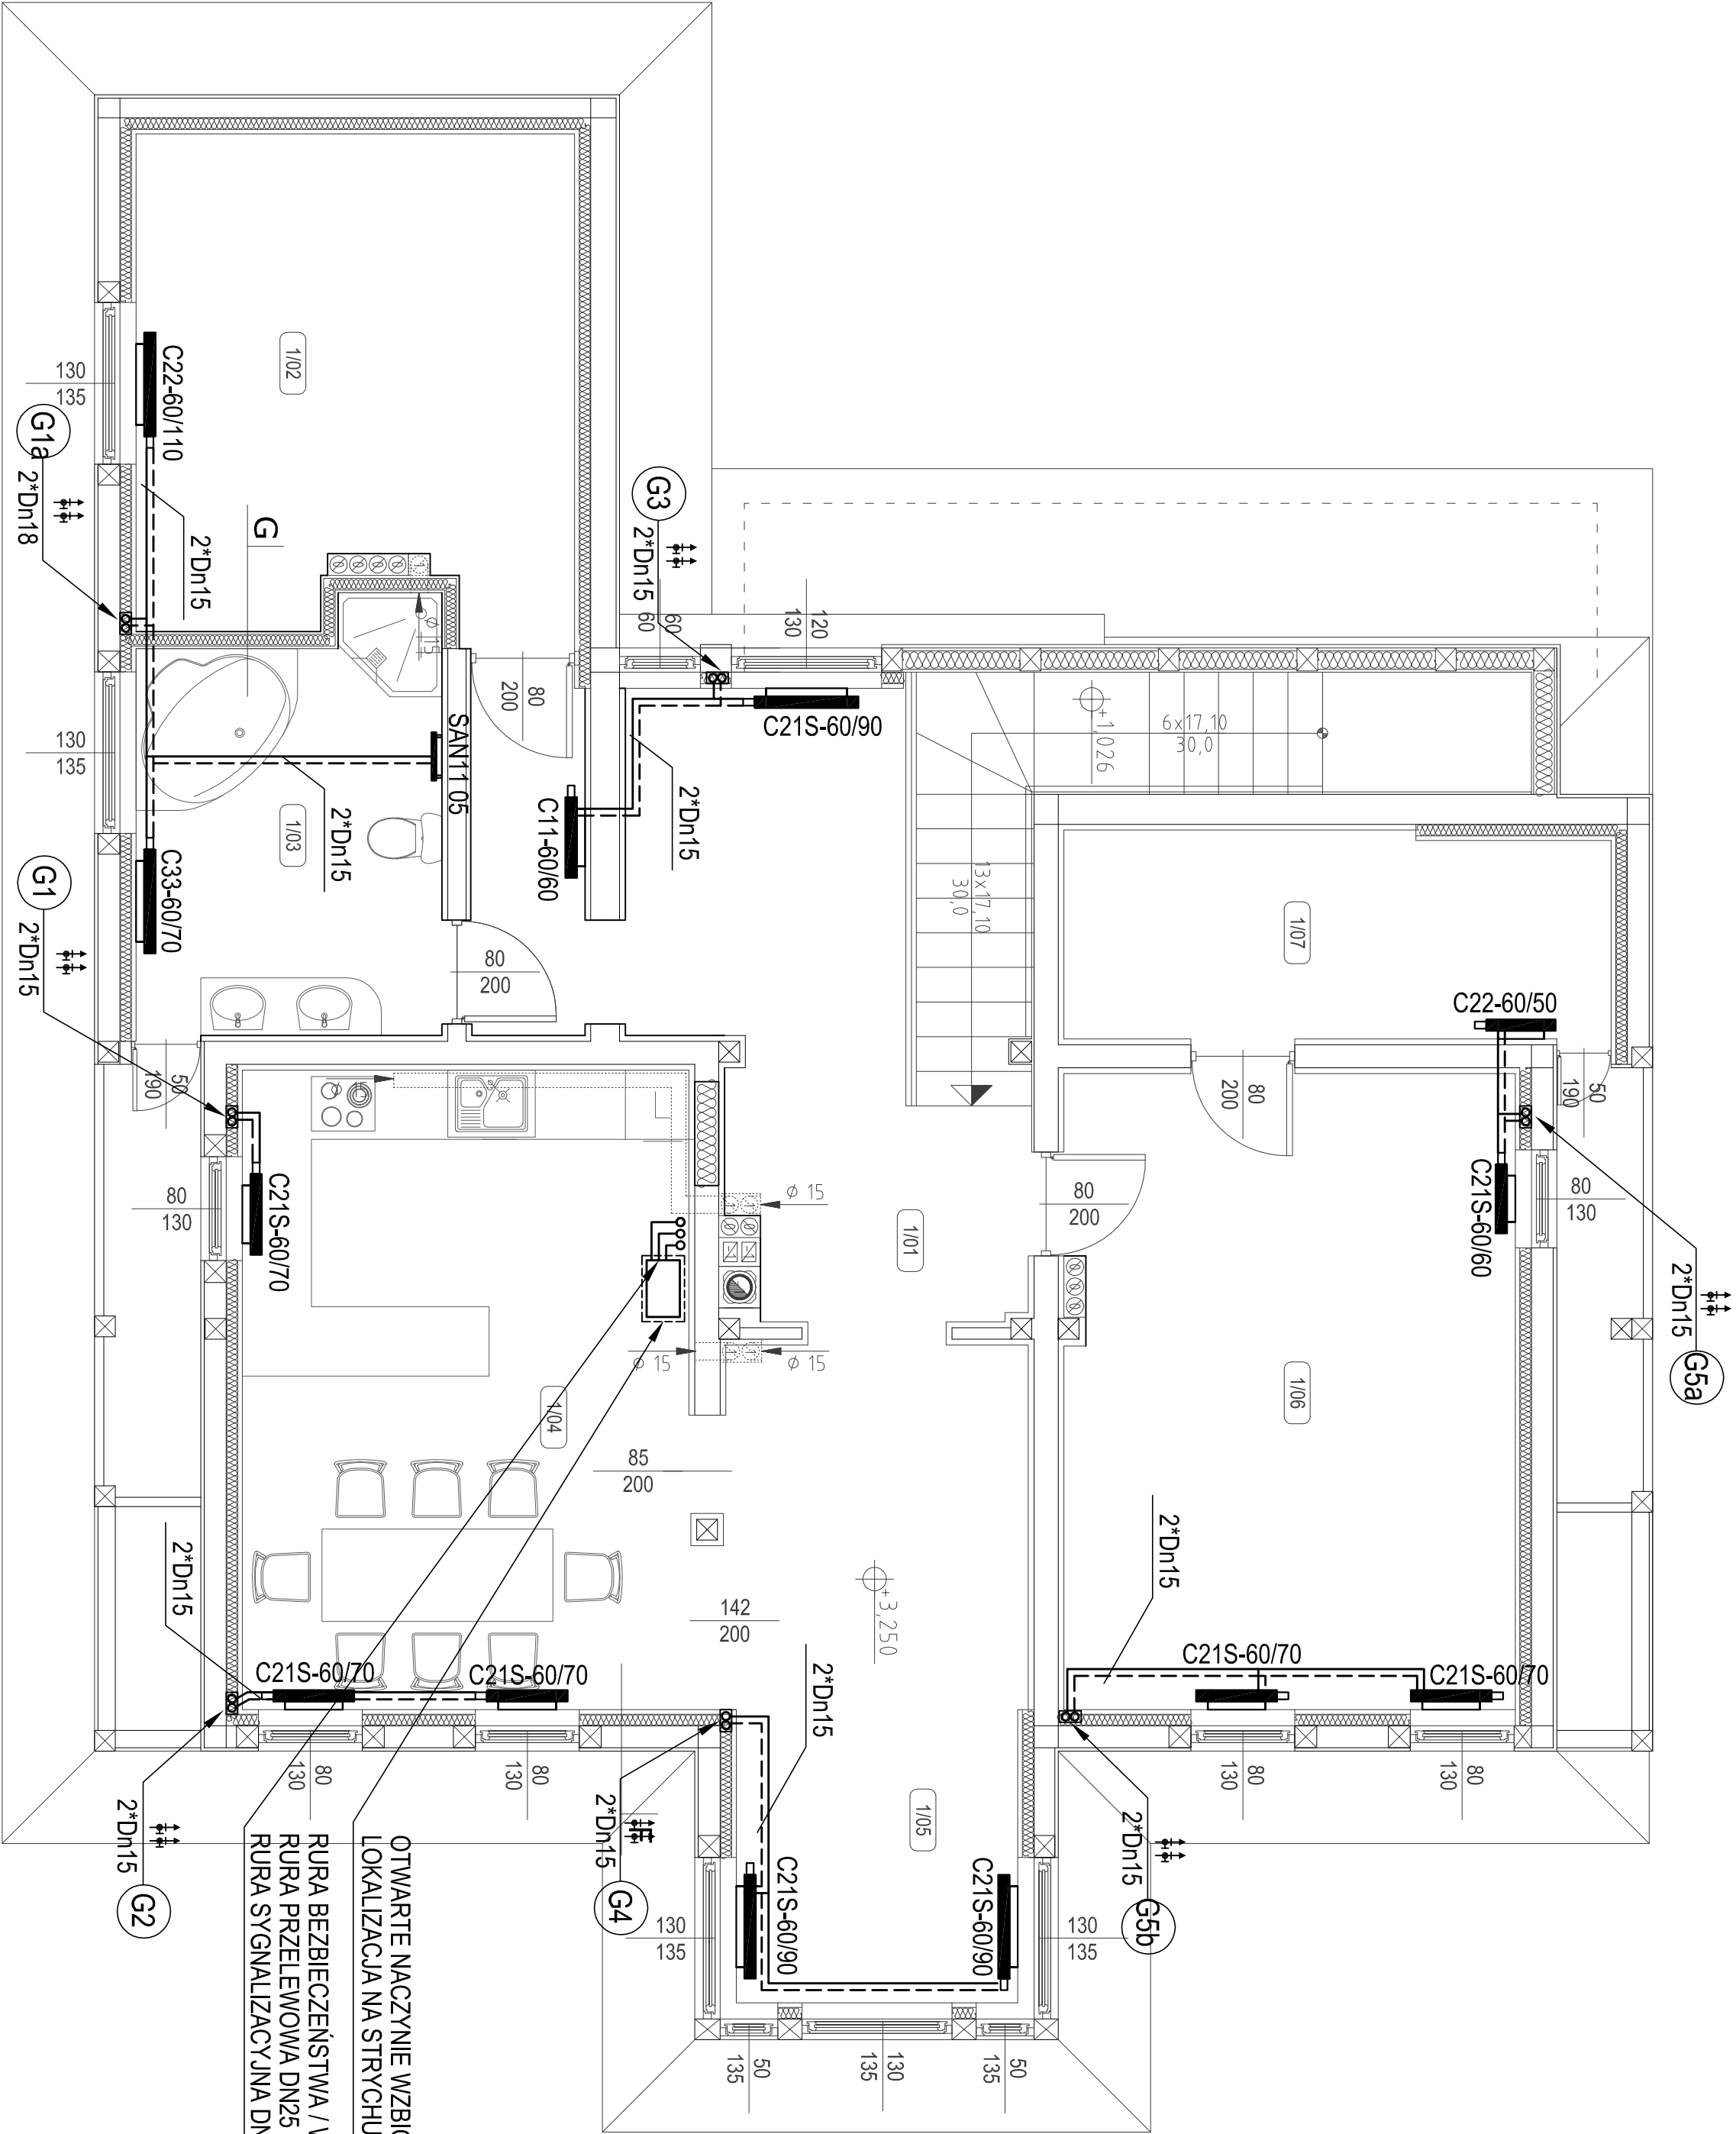 1/02
C22-60/110
130
135
G1a
2*Dn18
2*Dn15
G
G3
2*Dn15
60
60
120
130
C21S-60/90
+1,026
6x17,10
30,0
80
200
SAN11 05
C11-60/60
2*Dn15
13x17,10
30,0
1/07
130
135
2*Dn15
1/03
C33-60/70
G1
2*Dn15
80
200
C22-60/50
50
190
50
190
80
200
C21S-60/60
80
130
2*Dn15
G5a
C21S-60/70
80
130
ø 15
80
200
1/01
ø 15
ø 15
1/04
1/06
85
200
142
200
+3,250
2*Dn15
2*Dn15
2*Dn15
C21S-60/70
C21S-60/70
C21S-60/70
C21S-60/70
80
130
80
130
80
130
80
130
2*Dn15
G2
2*Dn15
G4
1/05
2*Dn15
G5b
C21S-60/90
C21S-60/90
130
135
130
135
50
135
130
135
50
135
OTWARTE NACZYNIE
LOKALIZACJA NA STRYCHU
RURA BEZBIECZEŃSTWA /
RURA PRZELEWOWA DN25
RURA SYGNALIZACYJNA